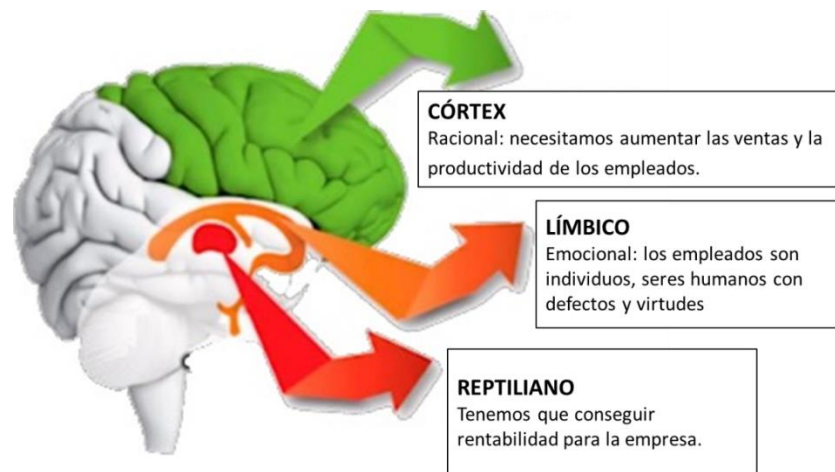 CÓRTEX
Racional: necesitamos aumentar las ventas y la
productividad de los empleados.
LÍMBICO
Emocional: los empleados son
individuos, seres humanos con
defectos y virtudes
REPTILIANO
Tenemos que conseguir
rentabilidad para la empresa.